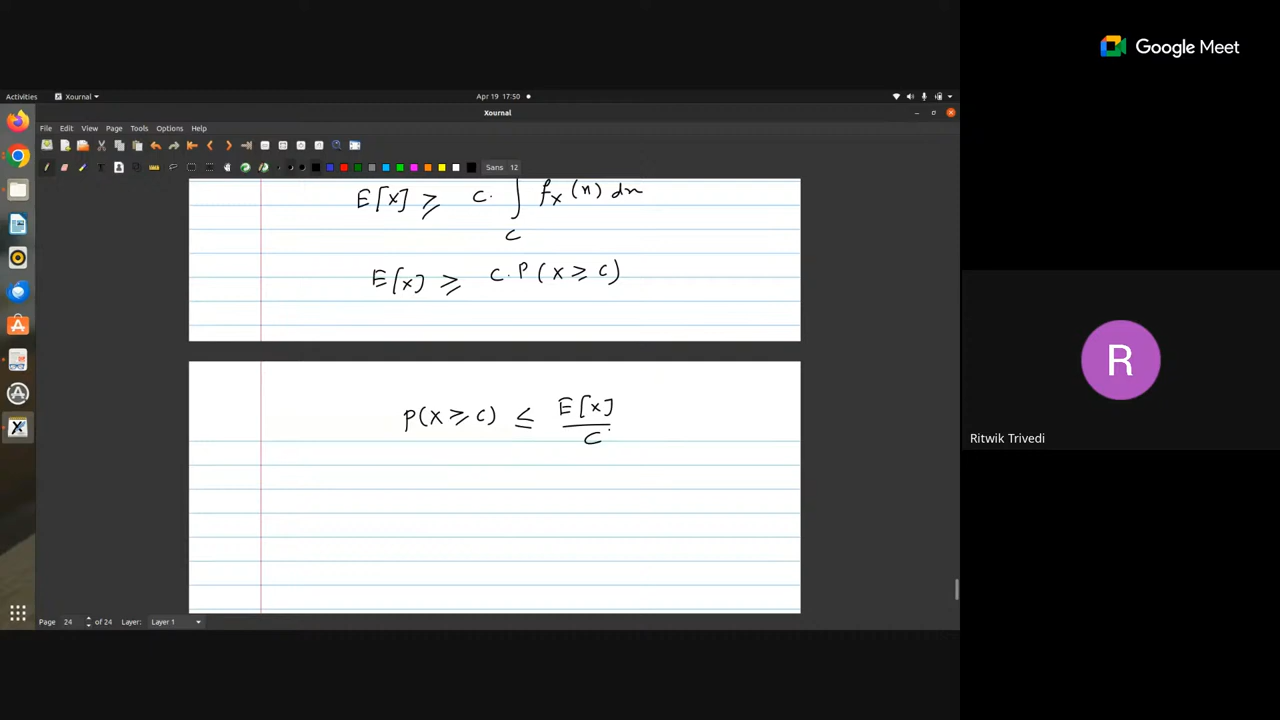 Google Meet
Activities Xournal Apr 19 17:50
Xournal
File Edit View Page Tools Options Help
Sans 12
E[X] ≥ C. ∫ fx (x) dx
C
E[x] ≥ C. P ( X ≥ C)
P(X ≥ C) ≤ E[X]
C
R
Ritwik Trivedi
Page 24 of 24 Layer: Layer 1